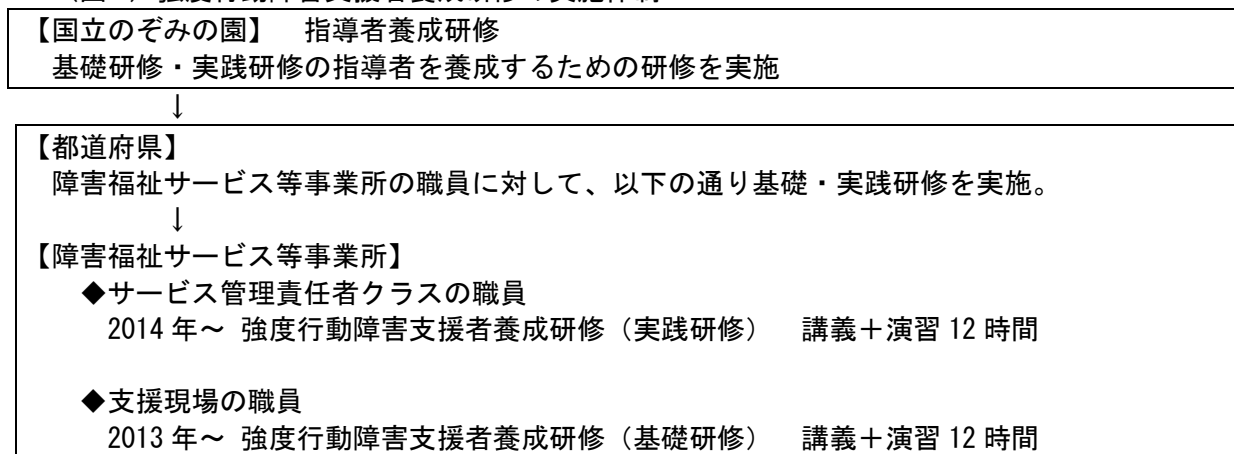 【国立のぞみの園】　指導者養成研修
基礎研修・実践研修の指導者を養成するための研修を実施
↓
【都道府県】
障害福祉サービス等事業所の職員に対して、以下の通り基礎・実践研修を実施。
↓
【障害福祉サービス等事業所】
◆サービス管理責任者クラスの職員
2014 年～ 強度行動障害支援者養成研修（実践研修）　講義＋演習 12 時間
◆支援現場の職員
2013 年～ 強度行動障害支援者養成研修（基礎研修）　講義＋演習 12 時間